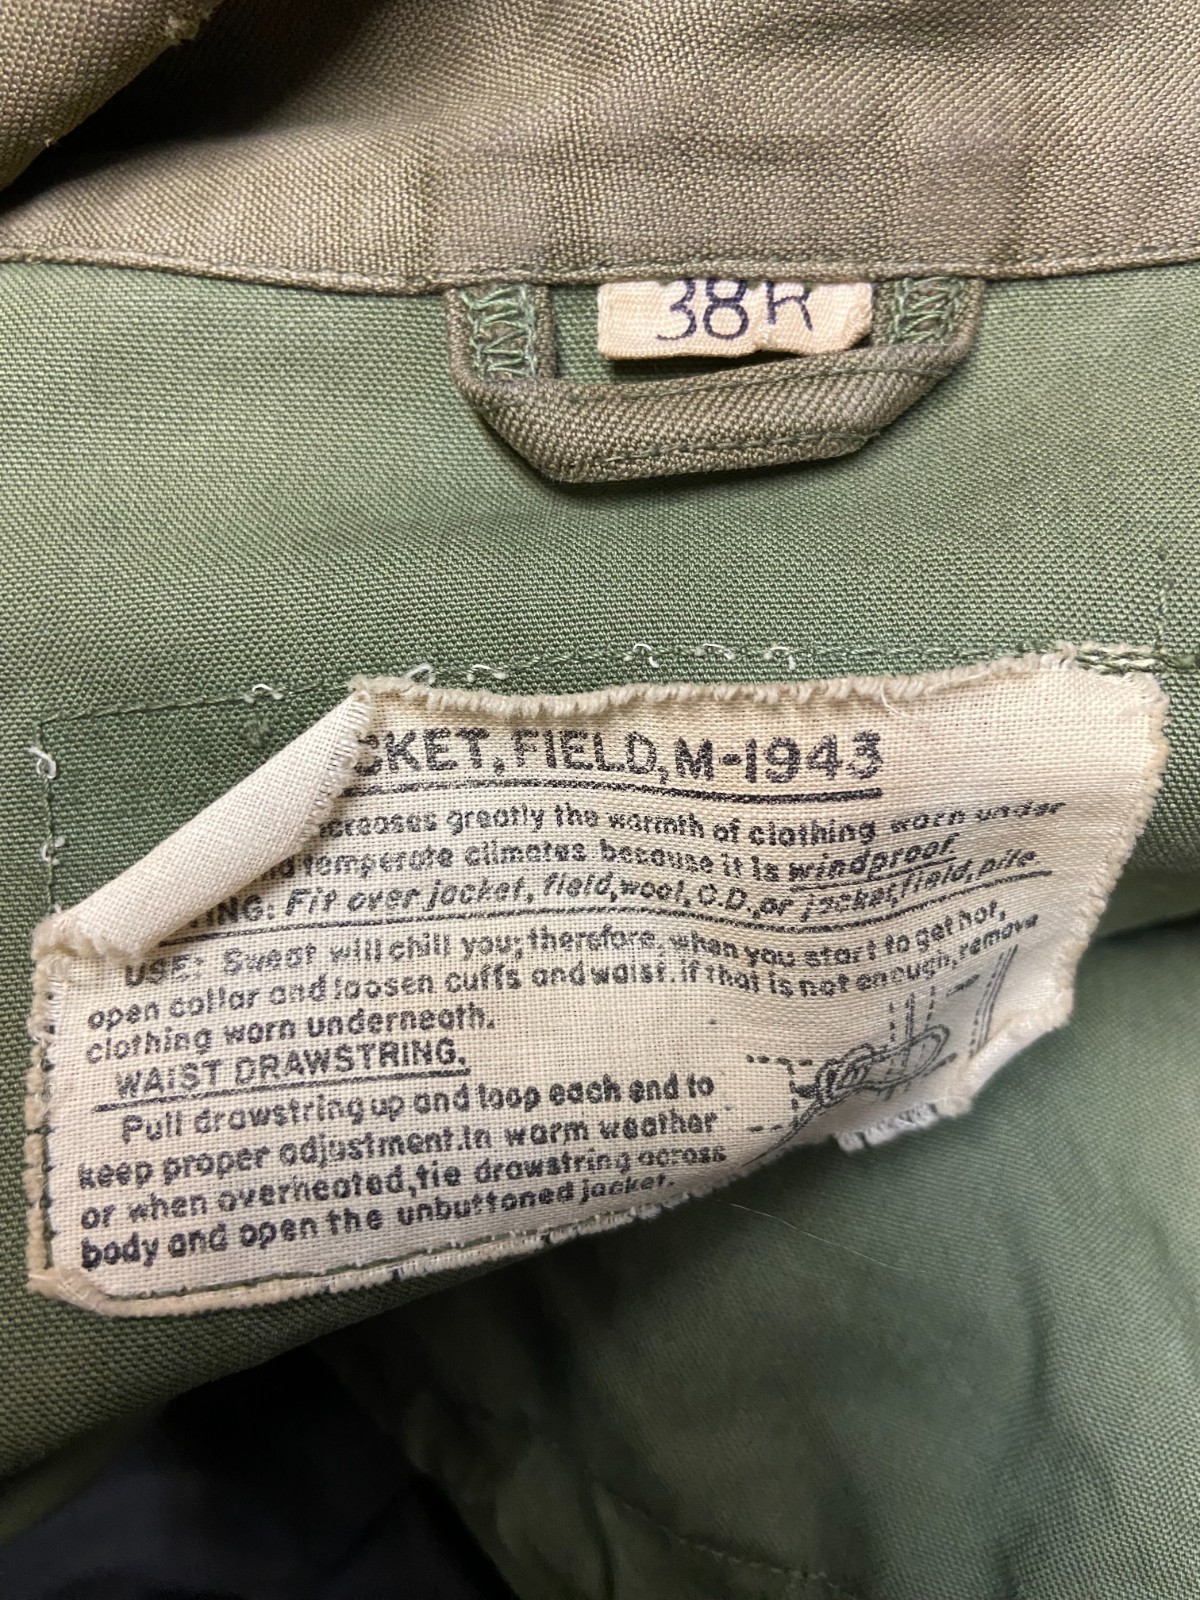 38R
CKET, FIELD, M-1943
creases greatly the warmth of clothing worn under
temperate climates because it is windproof.
TING: Fit over jacket, field, wool, O.D., or jacket, field, pile
USE: Sweat will chill you; therefore, when you start to get hot,
open collar and loosen cuffs and waist. if that is not enough, remove
clothing worn underneath.
WAIST DRAWSTRING.
Pull drawstring up and loop each end to
keep proper adjustment. In warm weather
or when overheated, tie drawstring across
body and open the unbuttoned jacket.